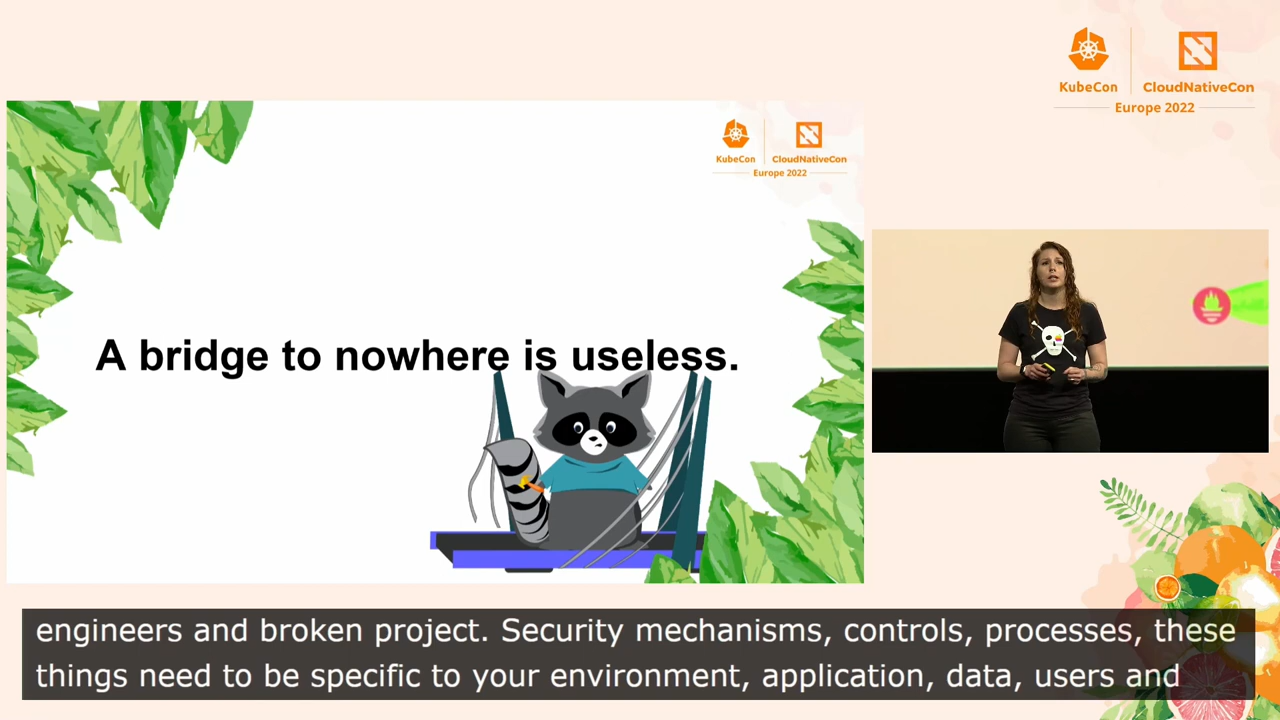 KubeCon
CloudNativeCon
Europe 2022
KubeCon
CloudNativeCon
Europe 2022
A bridge to nowhere is useless.
engineers and broken project. Security mechanisms, controls, processes, these
things need to be specific to your environment, application, data, users and